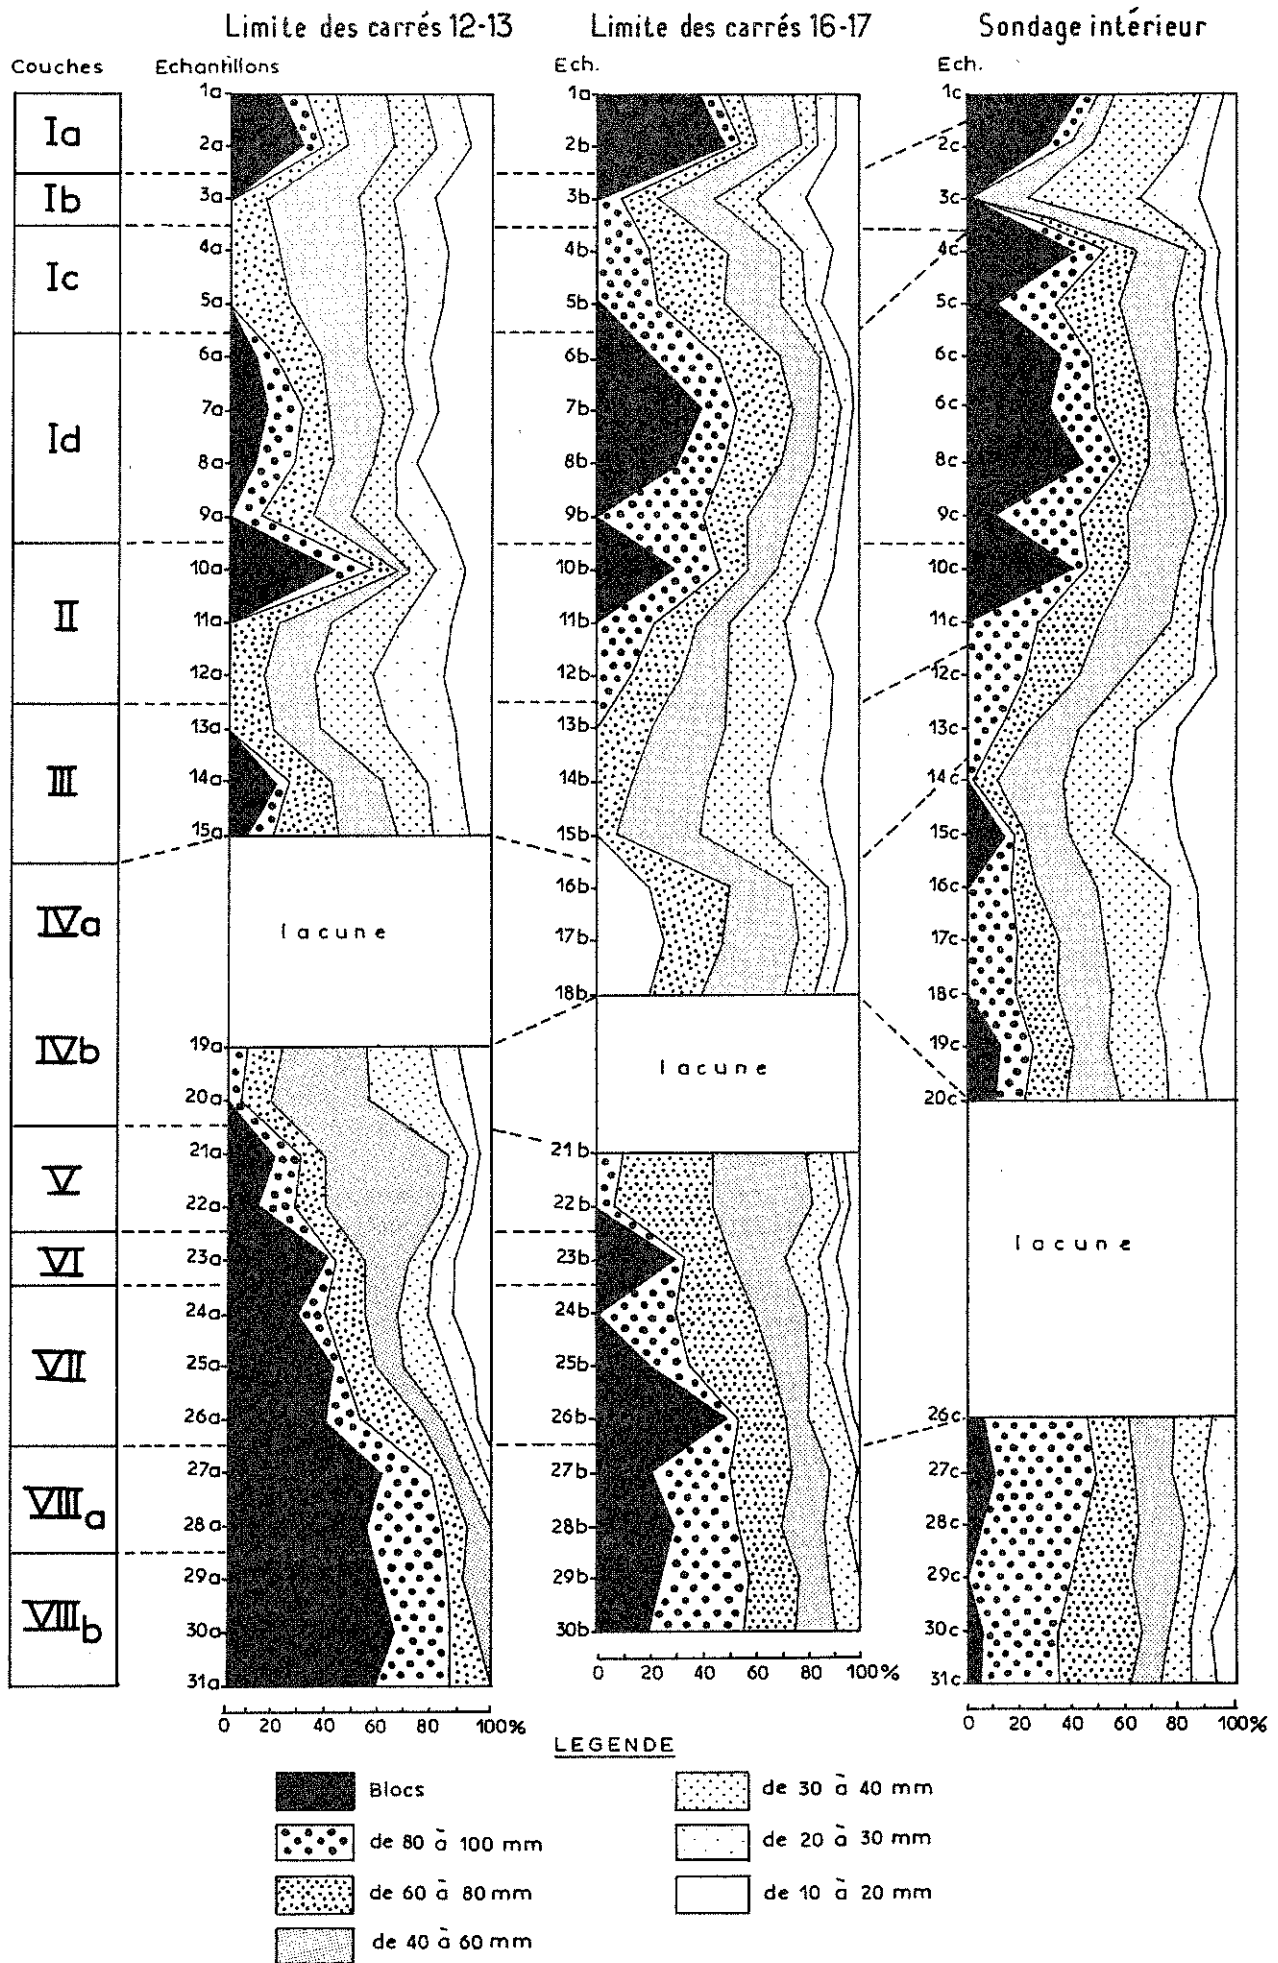 Limite des carrés 12-13
Limite des carrés 16-17
Sondage intérieur
Couches
Echantillons
Ech.
Ech.
Ia
Ib
Ic
Id
II
III
IVa
IVb
V
VI
VII
VIIIa
VIIIb
1a
2a
3a
4a
5a
6a
7a
8a
9a
10a
11a
12a
13a
14a
15a
lacune
19a
20a
21a
22a
23a
24a
25a
26a
27a
28a
29a
30a
31a
0 20 40 60 80 100%
1a
2b
3b
4b
5b
6b
7b
8b
9b
10b
11b
12b
13b
14b
15b
16b
17b
18b
lacune
21b
22b
23b
24b
25b
26b
27b
28b
29b
30b
0 20 40 60 80 100%
1c
2c
3c
4c
5c
6c
6c
8c
9c
10c
11c
12c
13c
14c
15c
16c
17c
18c
19c
20c
lacune
26c
27c
28c
29c
30c
31c
0 20 40 60 80 100%
LEGENDE
Blocs
de 80 à 100 mm
de 60 à 80 mm
de 40 à 60 mm
de 30 à 40 mm
de 20 à 30 mm
de 10 à 20 mm